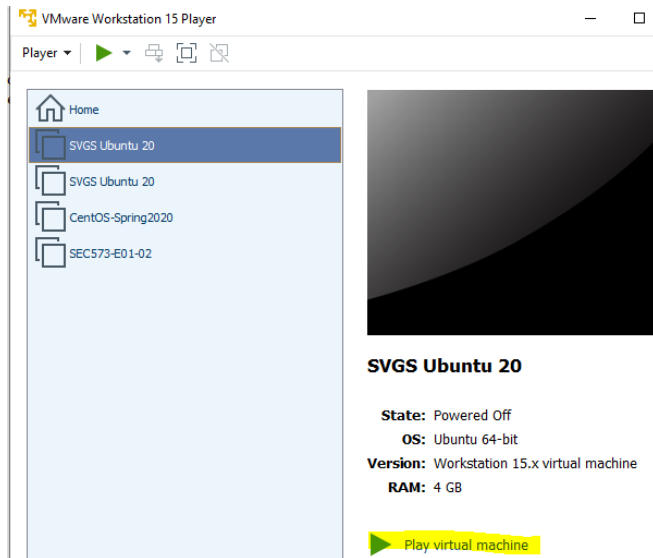 VMware Workstation 15 Player
Player
Home
SVGS Ubuntu 20
SVGS Ubuntu 20
CentOS-Spring2020
SEC573-E01-02
SVGS Ubuntu 20
State: Powered Off
OS: Ubuntu 64-bit
Version: Workstation 15.x virtual machine
RAM: 4 GB
Play virtual machine